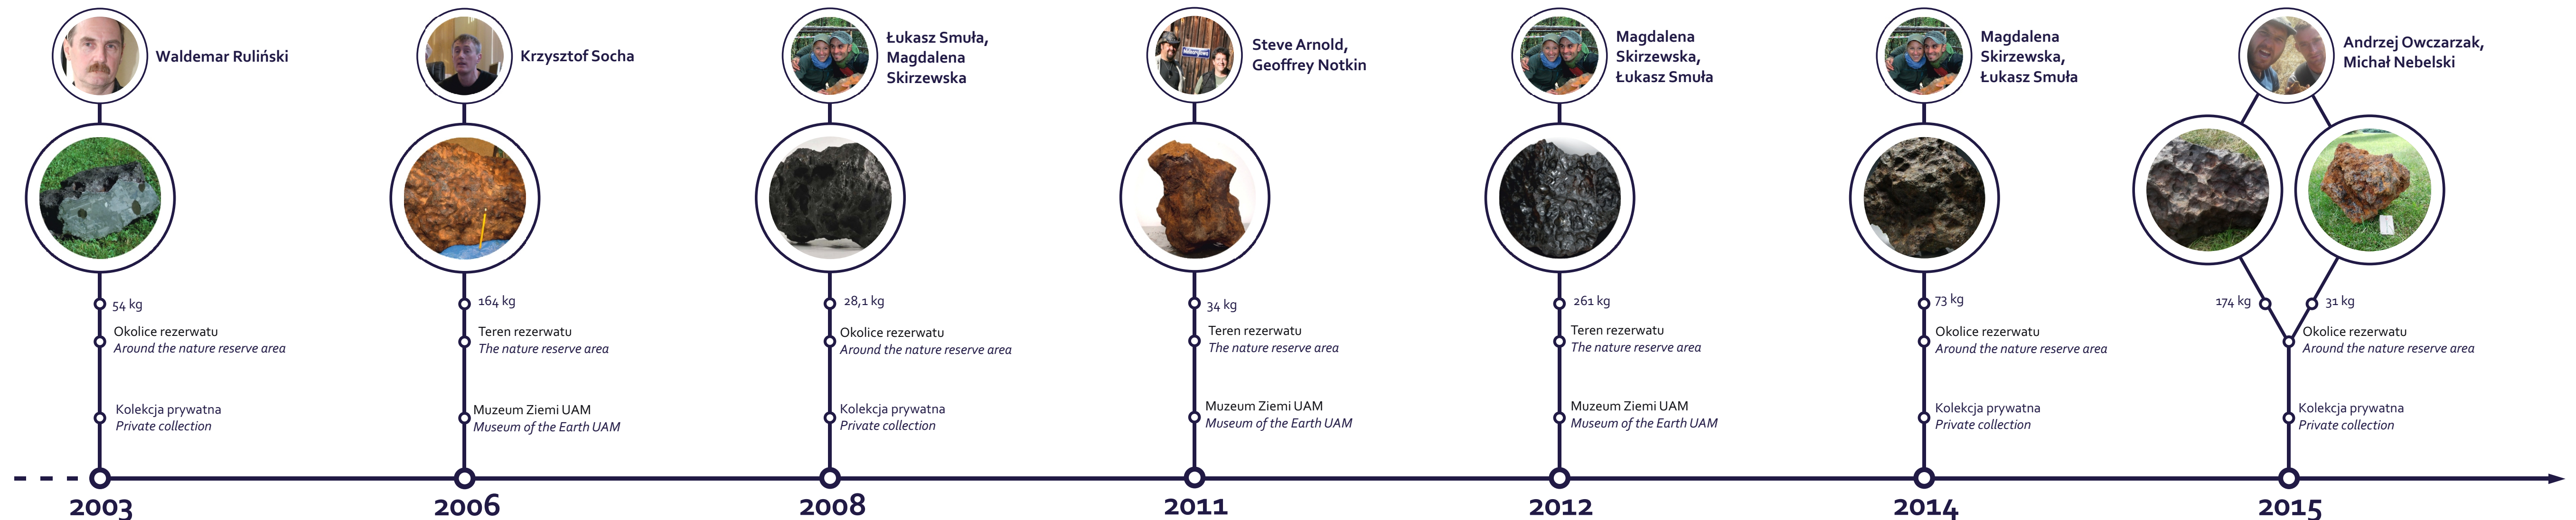 Waldemar Ruliński
54 kg
Okolice rezerwatu
Around the nature reserve area
Kolekcja prywatna
Private collection
2003
Krzysztof Socha
164 kg
Teren rezerwatu
The nature reserve area
Muzeum Ziemi UAM
Museum of the Earth UAM
2006
Łukasz Smuła,
Magdalena
Skirzewska
28,1 kg
Okolice rezerwatu
Around the nature reserve area
Kolekcja prywatna
Private collection
2008
Steve Arnold,
Geoffrey Notkin
34 kg
Teren rezerwatu
The nature reserve area
Muzeum Ziemi UAM
Museum of the Earth UAM
2011
Magdalena
Skirzewska,
Łukasz Smuła
261 kg
Teren rezerwatu
The nature reserve area
Muzeum Ziemi UAM
Museum of the Earth UAM
2012
Magdalena
Skirzewska,
Łukasz Smuła
73 kg
Okolice rezerwatu
Around the nature reserve area
Kolekcja prywatna
Private collection
2014
Andrzej Owczarzak,
Michał Nebelski
174 kg
31 kg
Okolice rezerwatu
Around the nature reserve area
Kolekcja prywatna
Private collection
2015